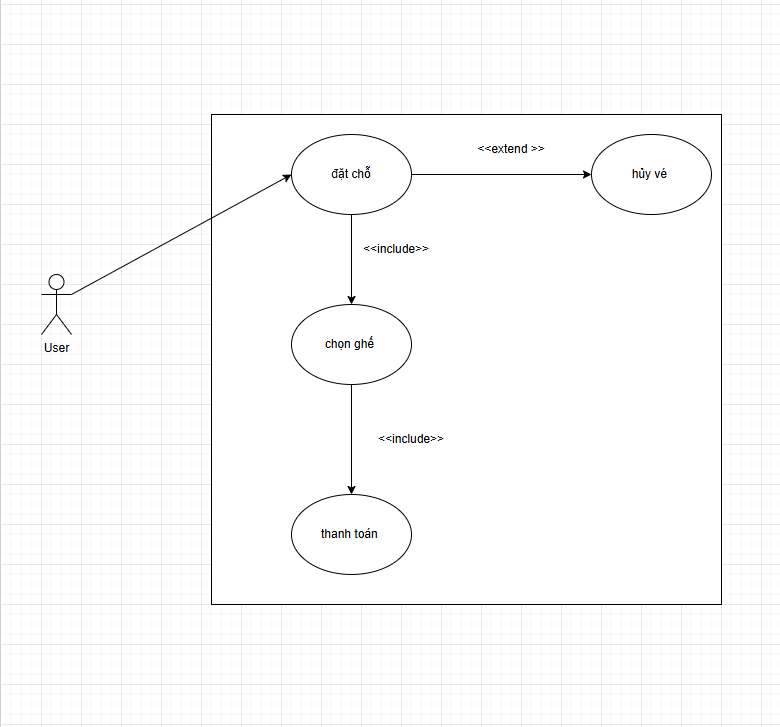 đặt chỗ
<<extend >>
hủy vé
<<include>>
User
chọn ghế
<<include>>
thanh toán